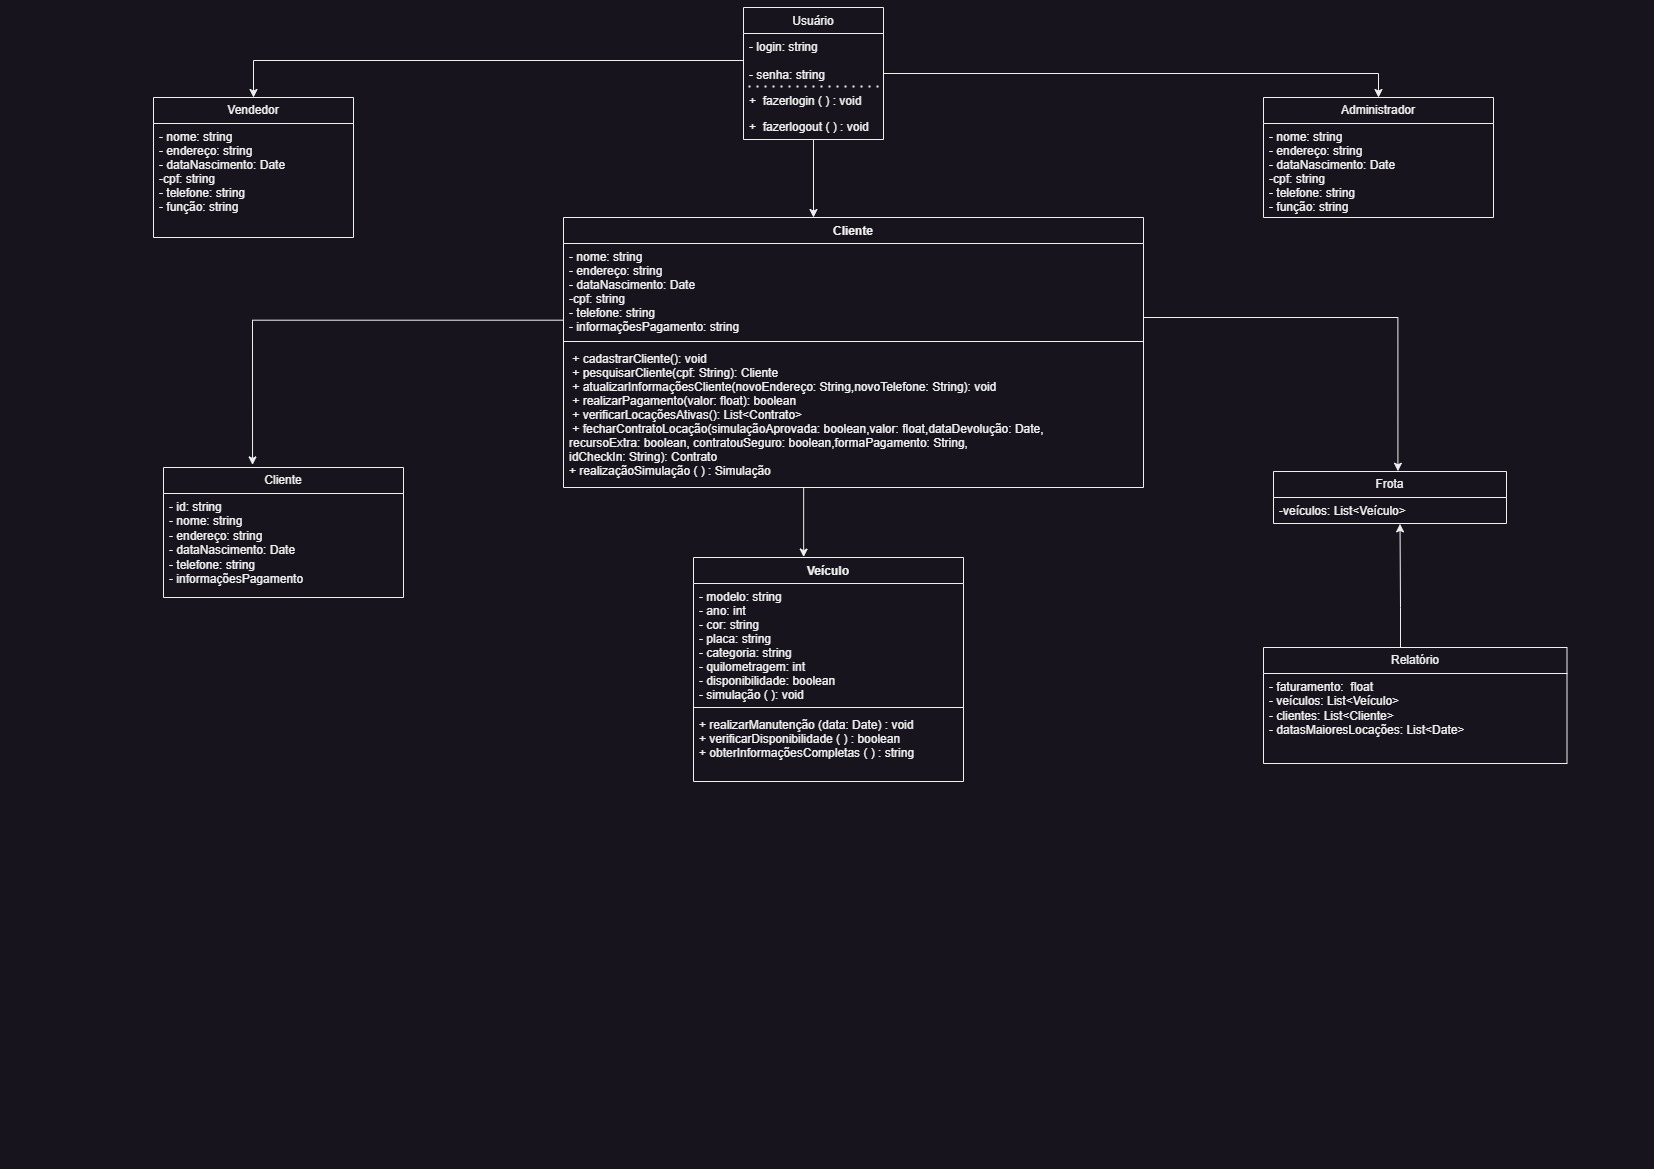 Usuário
- login: string
- senha: string
+ fazerlogin ( ) : void
+ fazerlogout ( ) : void
Vendedor
- nome: string
- endereço: string
- dataNascimento: Date
-cpf: string
- telefone: string
- função: string
Administrador
- nome: string
- endereço: string
- dataNascimento: Date
-cpf: string
- telefone: string
- função: string
Cliente
- nome: string
- endereço: string
- dataNascimento: Date
-cpf: string
- telefone: string
- informaçõesPagamento: string
+ cadastrarCliente(): void
+ pesquisarCliente(cpf: String): Cliente
+ atualizarInformaçõesCliente(novoEndereço: String,novoTelefone: String): void
+ realizarPagamento(valor: float): boolean
+ verificarLocaçõesAtivas(): List<Contrato>
+ fecharContratoLocação(simulaçãoAprovada: boolean,valor: float,dataDevolução: Date,
recursoExtra: boolean, contratouSeguro: boolean,formaPagamento: String,
idCheckIn: String): Contrato
+ realizaçãoSimulação ( ) : Simulação
Cliente
- id: string
- nome: string
- endereço: string
- dataNascimento: Date
- telefone: string
- informaçõesPagamento
Frota
-veículos: List<Veículo>
Veículo
- modelo: string
- ano: int
- cor: string
- placa: string
- categoria: string
- quilometragem: int
- disponibilidade: boolean
- simulação ( ): void
+ realizarManutenção (data: Date) : void
+ verificarDisponibilidade ( ) : boolean
+ obterInformaçõesCompletas ( ) : string
Relatório
- faturamento: float
- veículos: List<Veículo>
- clientes: List<Cliente>
- datasMaioresLocações: List<Date>